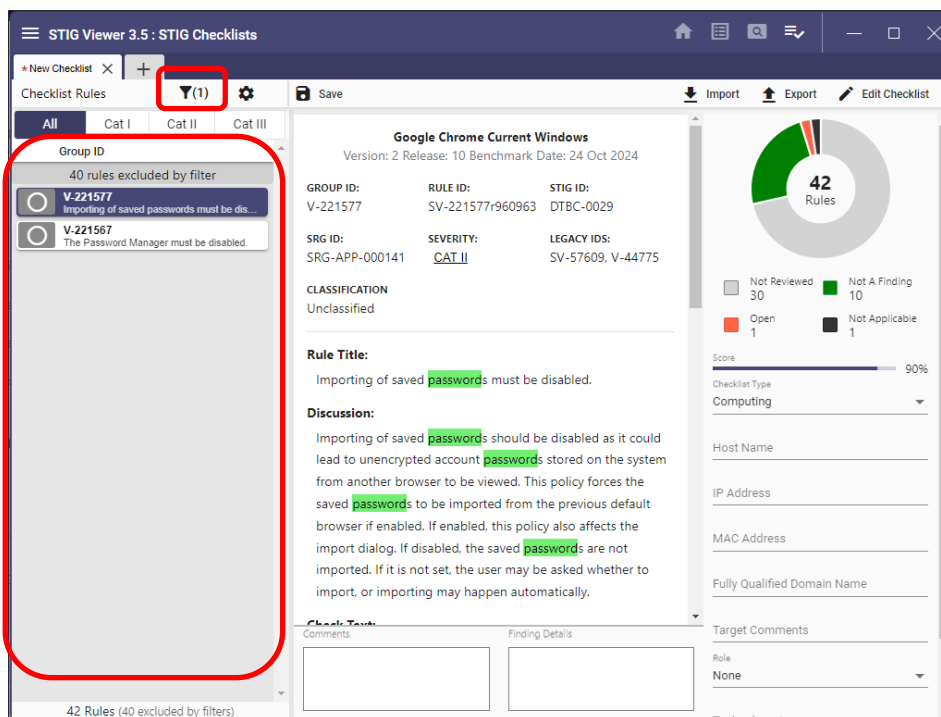 STIG Viewer 3.5 : STIG Checklists
*New Checklist
Checklist Rules
(1)
Save
Import
Export
Edit Checklist
All
Cat I
Cat II
Cat III
Group ID
40 rules excluded by filter
V-221577
Importing of saved passwords must be dis...
V-221567
The Password Manager must be disabled.
42 Rules (40 excluded by filters)
Google Chrome Current Windows
Version: 2 Release: 10 Benchmark Date: 24 Oct 2024
GROUP ID:
V-221577
RULE ID:
SV-221577r960963
STIG ID:
DTBC-0029
SRG ID:
SRG-APP-000141
SEVERITY:
CAT II
LEGACY IDS:
SV-57609, V-44775
CLASSIFICATION
Unclassified
Rule Title:
Importing of saved passwords must be disabled.
Discussion:
Importing of saved passwords should be disabled as it could
lead to unencrypted account passwords stored on the system
from another browser to be viewed. This policy forces the
saved passwords to be imported from the previous default
browser if enabled. If enabled, this policy also affects the
import dialog. If disabled, the saved passwords are not
imported. If it is not set, the user may be asked whether to
import, or importing may happen automatically.
Check Text:
Comments
Finding Details
42
Rules
Not Reviewed
30
Not A Finding
10
Open
1
Not Applicable
1
Score
90%
Checklist Type
Computing
Host Name
IP Address
MAC Address
Fully Qualified Domain Name
Target Comments
Role
None